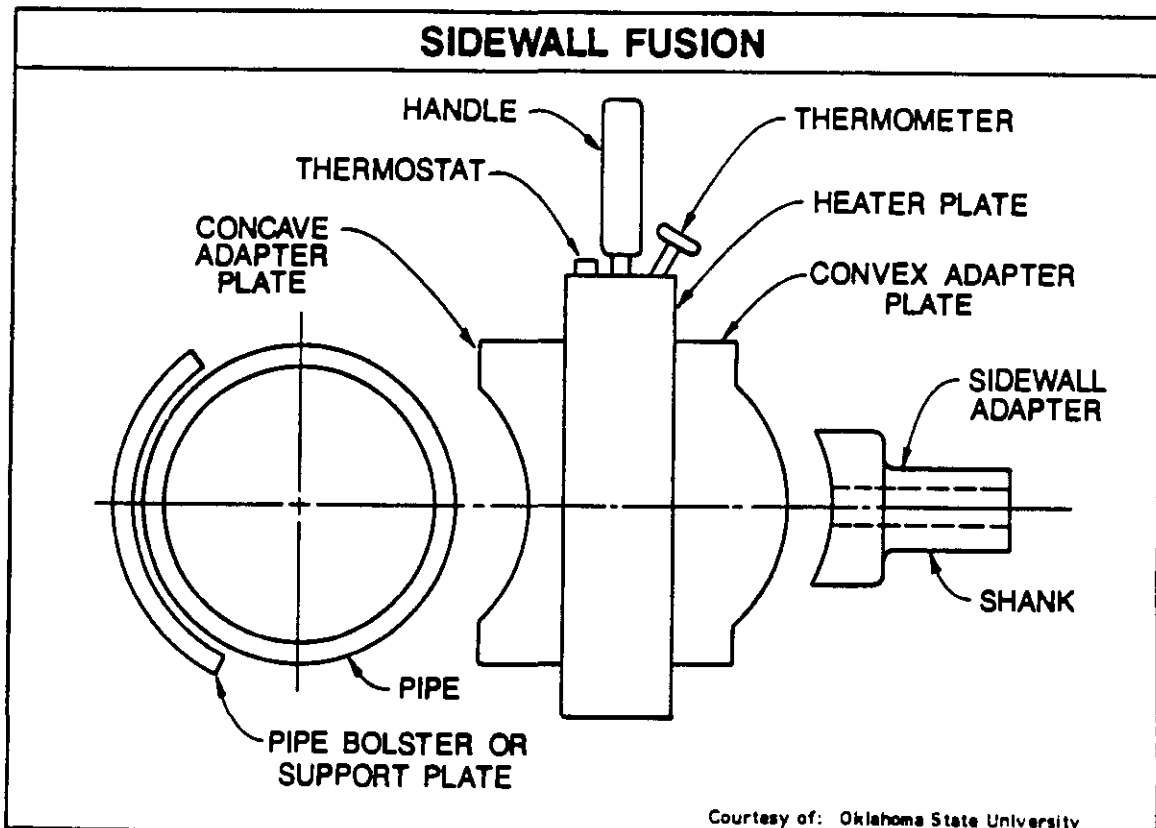 SIDEWALL FUSION
HANDLE
THERMOMETER
THERMOSTAT
HEATER PLATE
CONCAVE
ADAPTER
PLATE
CONVEX ADAPTER
PLATE
SIDEWALL
ADAPTER
SHANK
PIPE
PIPE BOLSTER OR
SUPPORT PLATE
Courtesy of: Oklahoma State University